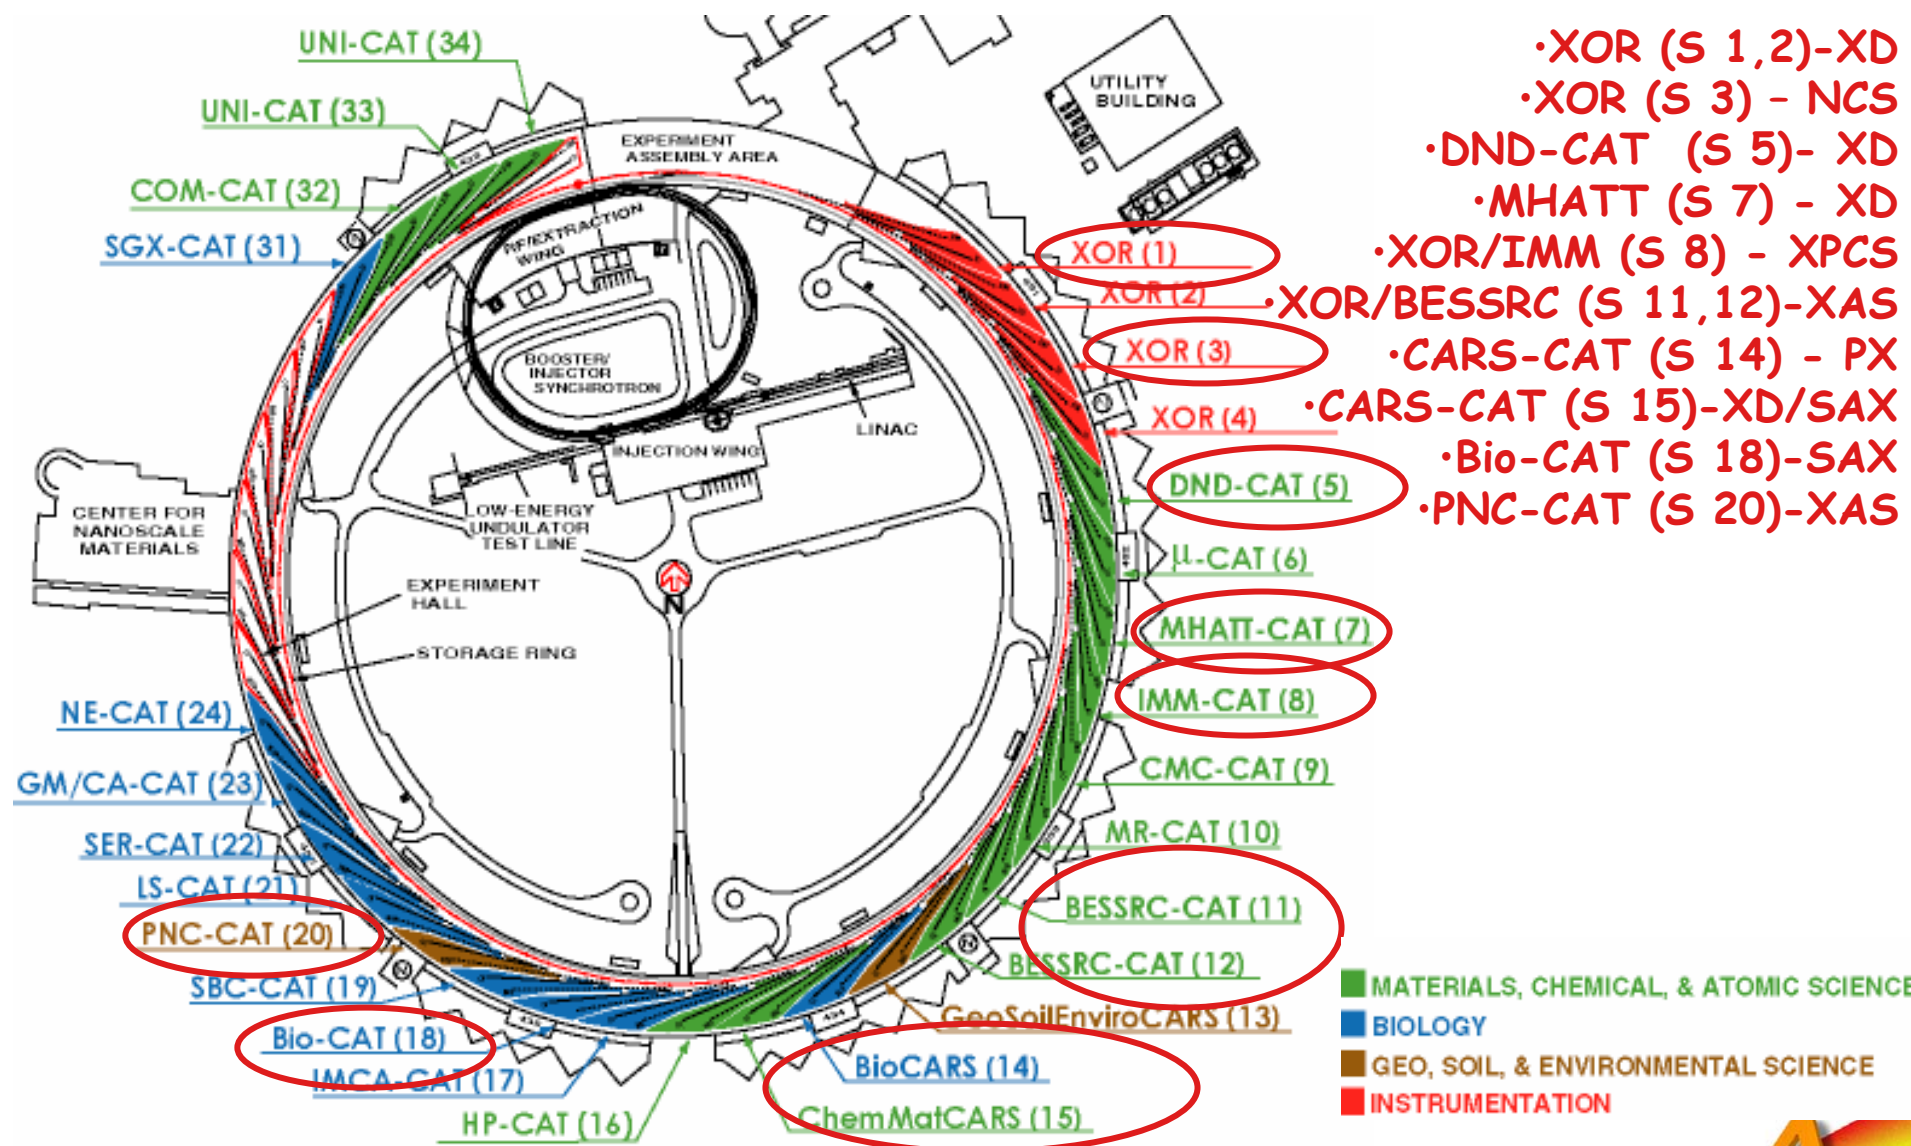 UNI-CAT (34)
UNI-CAT (33)
COM-CAT (32)
SGX-CAT (31)
EXPERIMENT
ASSEMBLY AREA
UTILITY
BUILDING
RF/EXTRACTION
WING
BOOSTER/
INJECTOR
SYNCHROTRON
LINAC
INJECTION WING
LOW-ENERGY
UNDULATOR
TEST LINE
CENTER FOR
NANOSCALE
MATERIALS
EXPERIMENT
HALL
STORAGE RING
N
XOR (1)
XOR (2)
XOR (3)
XOR (4)
DND-CAT (5)
µ-CAT (6)
MHATT-CAT (7)
IMM-CAT (8)
CMC-CAT (9)
MR-CAT (10)
BESSRC-CAT (11)
BESSRC-CAT (12)
GeoSoilEnviroCARS (13)
BioCARS (14)
ChemMatCARS (15)
HP-CAT (16)
IMCA-CAT (17)
Bio-CAT (18)
SBC-CAT (19)
PNC-CAT (20)
LS-CAT (21)
SER-CAT (22)
GM/CA-CAT (23)
NE-CAT (24)
•XOR (S 1,2)-XD
•XOR (S 3) - NCS
•DND-CAT (S 5)- XD
•MHATT (S 7) - XD
•XOR/IMM (S 8) - XPCS
•XOR/BESSRC (S 11,12)-XAS
•CARS-CAT (S 14) - PX
•CARS-CAT (S 15)-XD/SAX
•Bio-CAT (S 18)-SAX
•PNC-CAT (S 20)-XAS
MATERIALS, CHEMICAL, & ATOMIC SCIENCE
BIOLOGY
GEO, SOIL, & ENVIRONMENTAL SCIENCE
INSTRUMENTATION